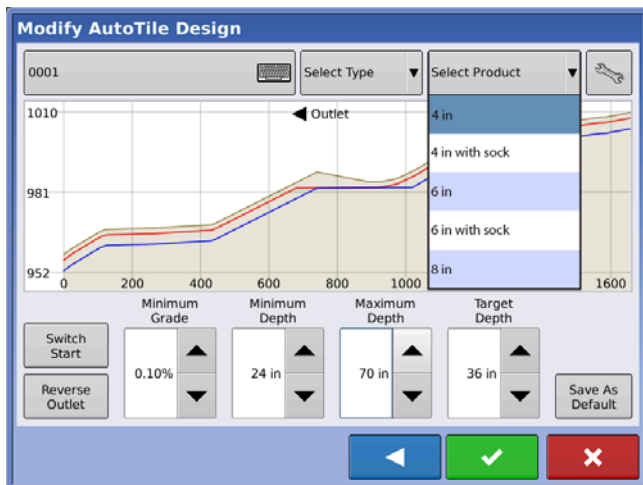 Modify AutoTile Design
0001
Select Type
Select Product
4 in
4 in with sock
6 in
6 in with sock
8 in
Outlet
1010
981
952
0 200 400 600 800 1000 1600
Minimum
Grade
Minimum
Depth
Maximum
Depth
Target
Depth
Switch
Start
Reverse
Outlet
0.10%
24 in
70 in
36 in
Save As
Default